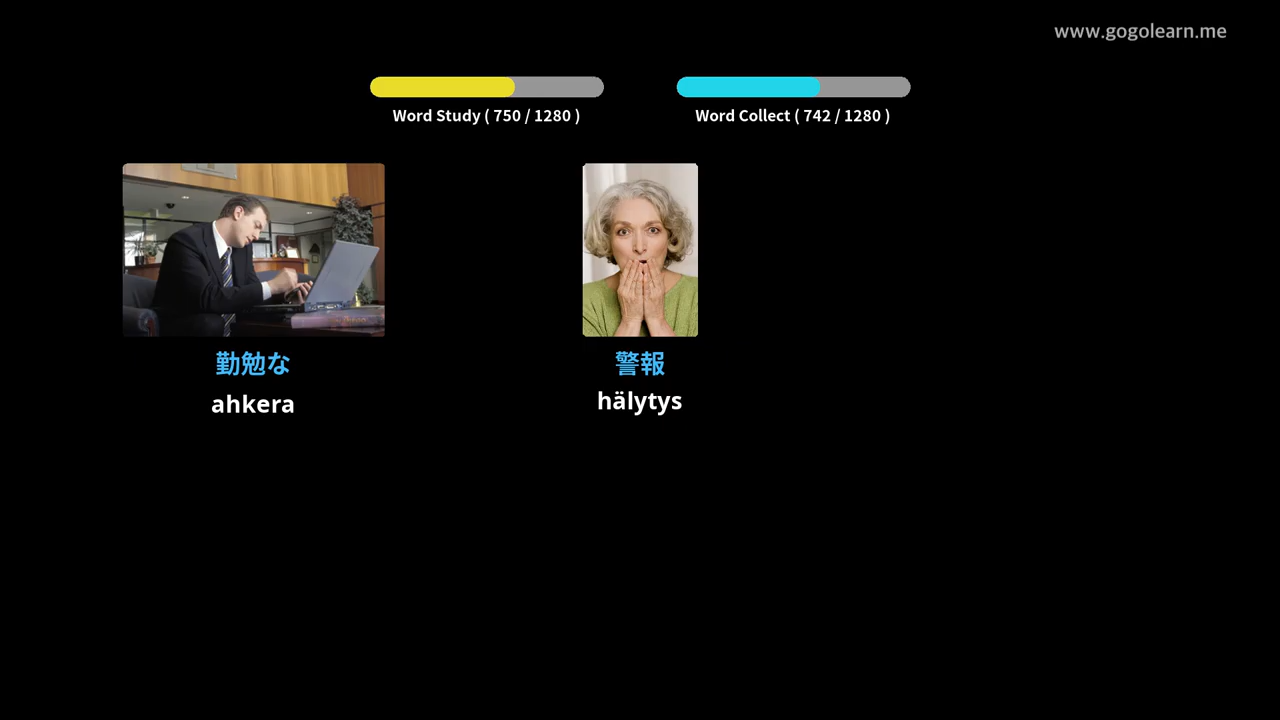 www.gogolearn.me
Word Study ( 750 / 1280 )
Word Collect ( 742 / 1280 )
勤勉な
ahkera
警報
hälytys